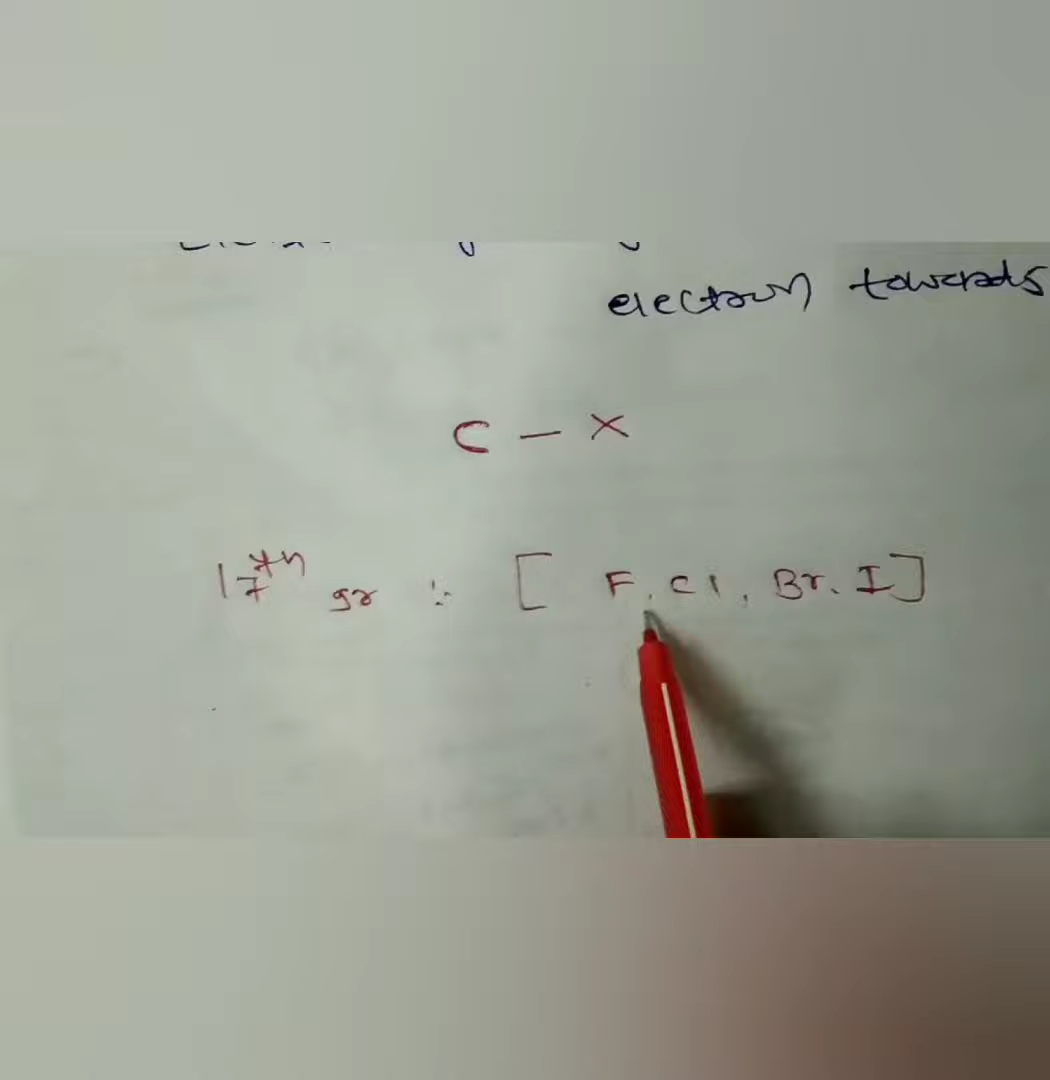 electron towards
C - X
17th gr : [ F, Cl, Br, I ]